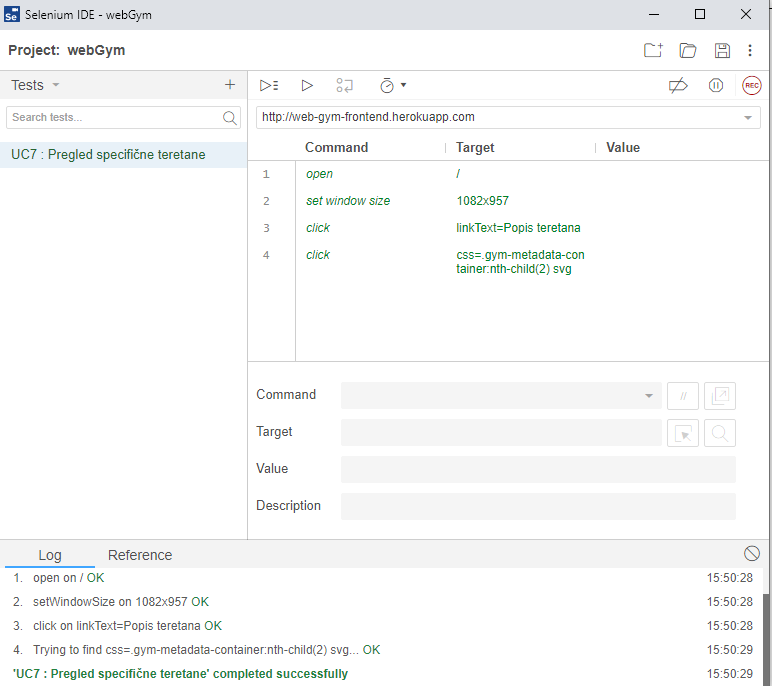 Se Selenium IDE - webGym
Project: webGym
Tests
REC
Search tests...
http://web-gym-frontend.herokuapp.com
UC7 : Pregled specifične teretane
Command Target Value
1 open /
2 set window size 1082x957
3 click linkText=Popis teretana
4 click css=.gym-metadata-con
tainer:nth-child(2) svg
Command //
Target
Value
Description
Log Reference
1. open on / OK 15:50:28
2. setWindowSize on 1082x957 OK 15:50:28
3. click on linkText=Popis teretana OK 15:50:28
4. Trying to find css=.gym-metadata-container:nth-child(2) svg... OK 15:50:29
'UC7 : Pregled specifične teretane' completed successfully 15:50:29